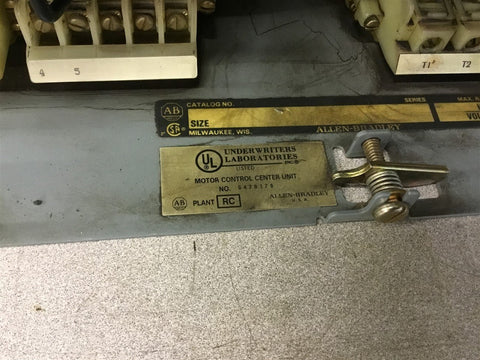 4 5
T1 T2
AB CATALOG NO. SERIES MAX.
SIZE
SA MILWAUKEE, WIS. ALLEN-BRADLEY
UL UNDERWRITERS
LABORATORIES
INC.®
LISTED
MOTOR CONTROL CENTER UNIT
NO.
AB PLANT RC ALLEN-BRADLEY
U.S.A.